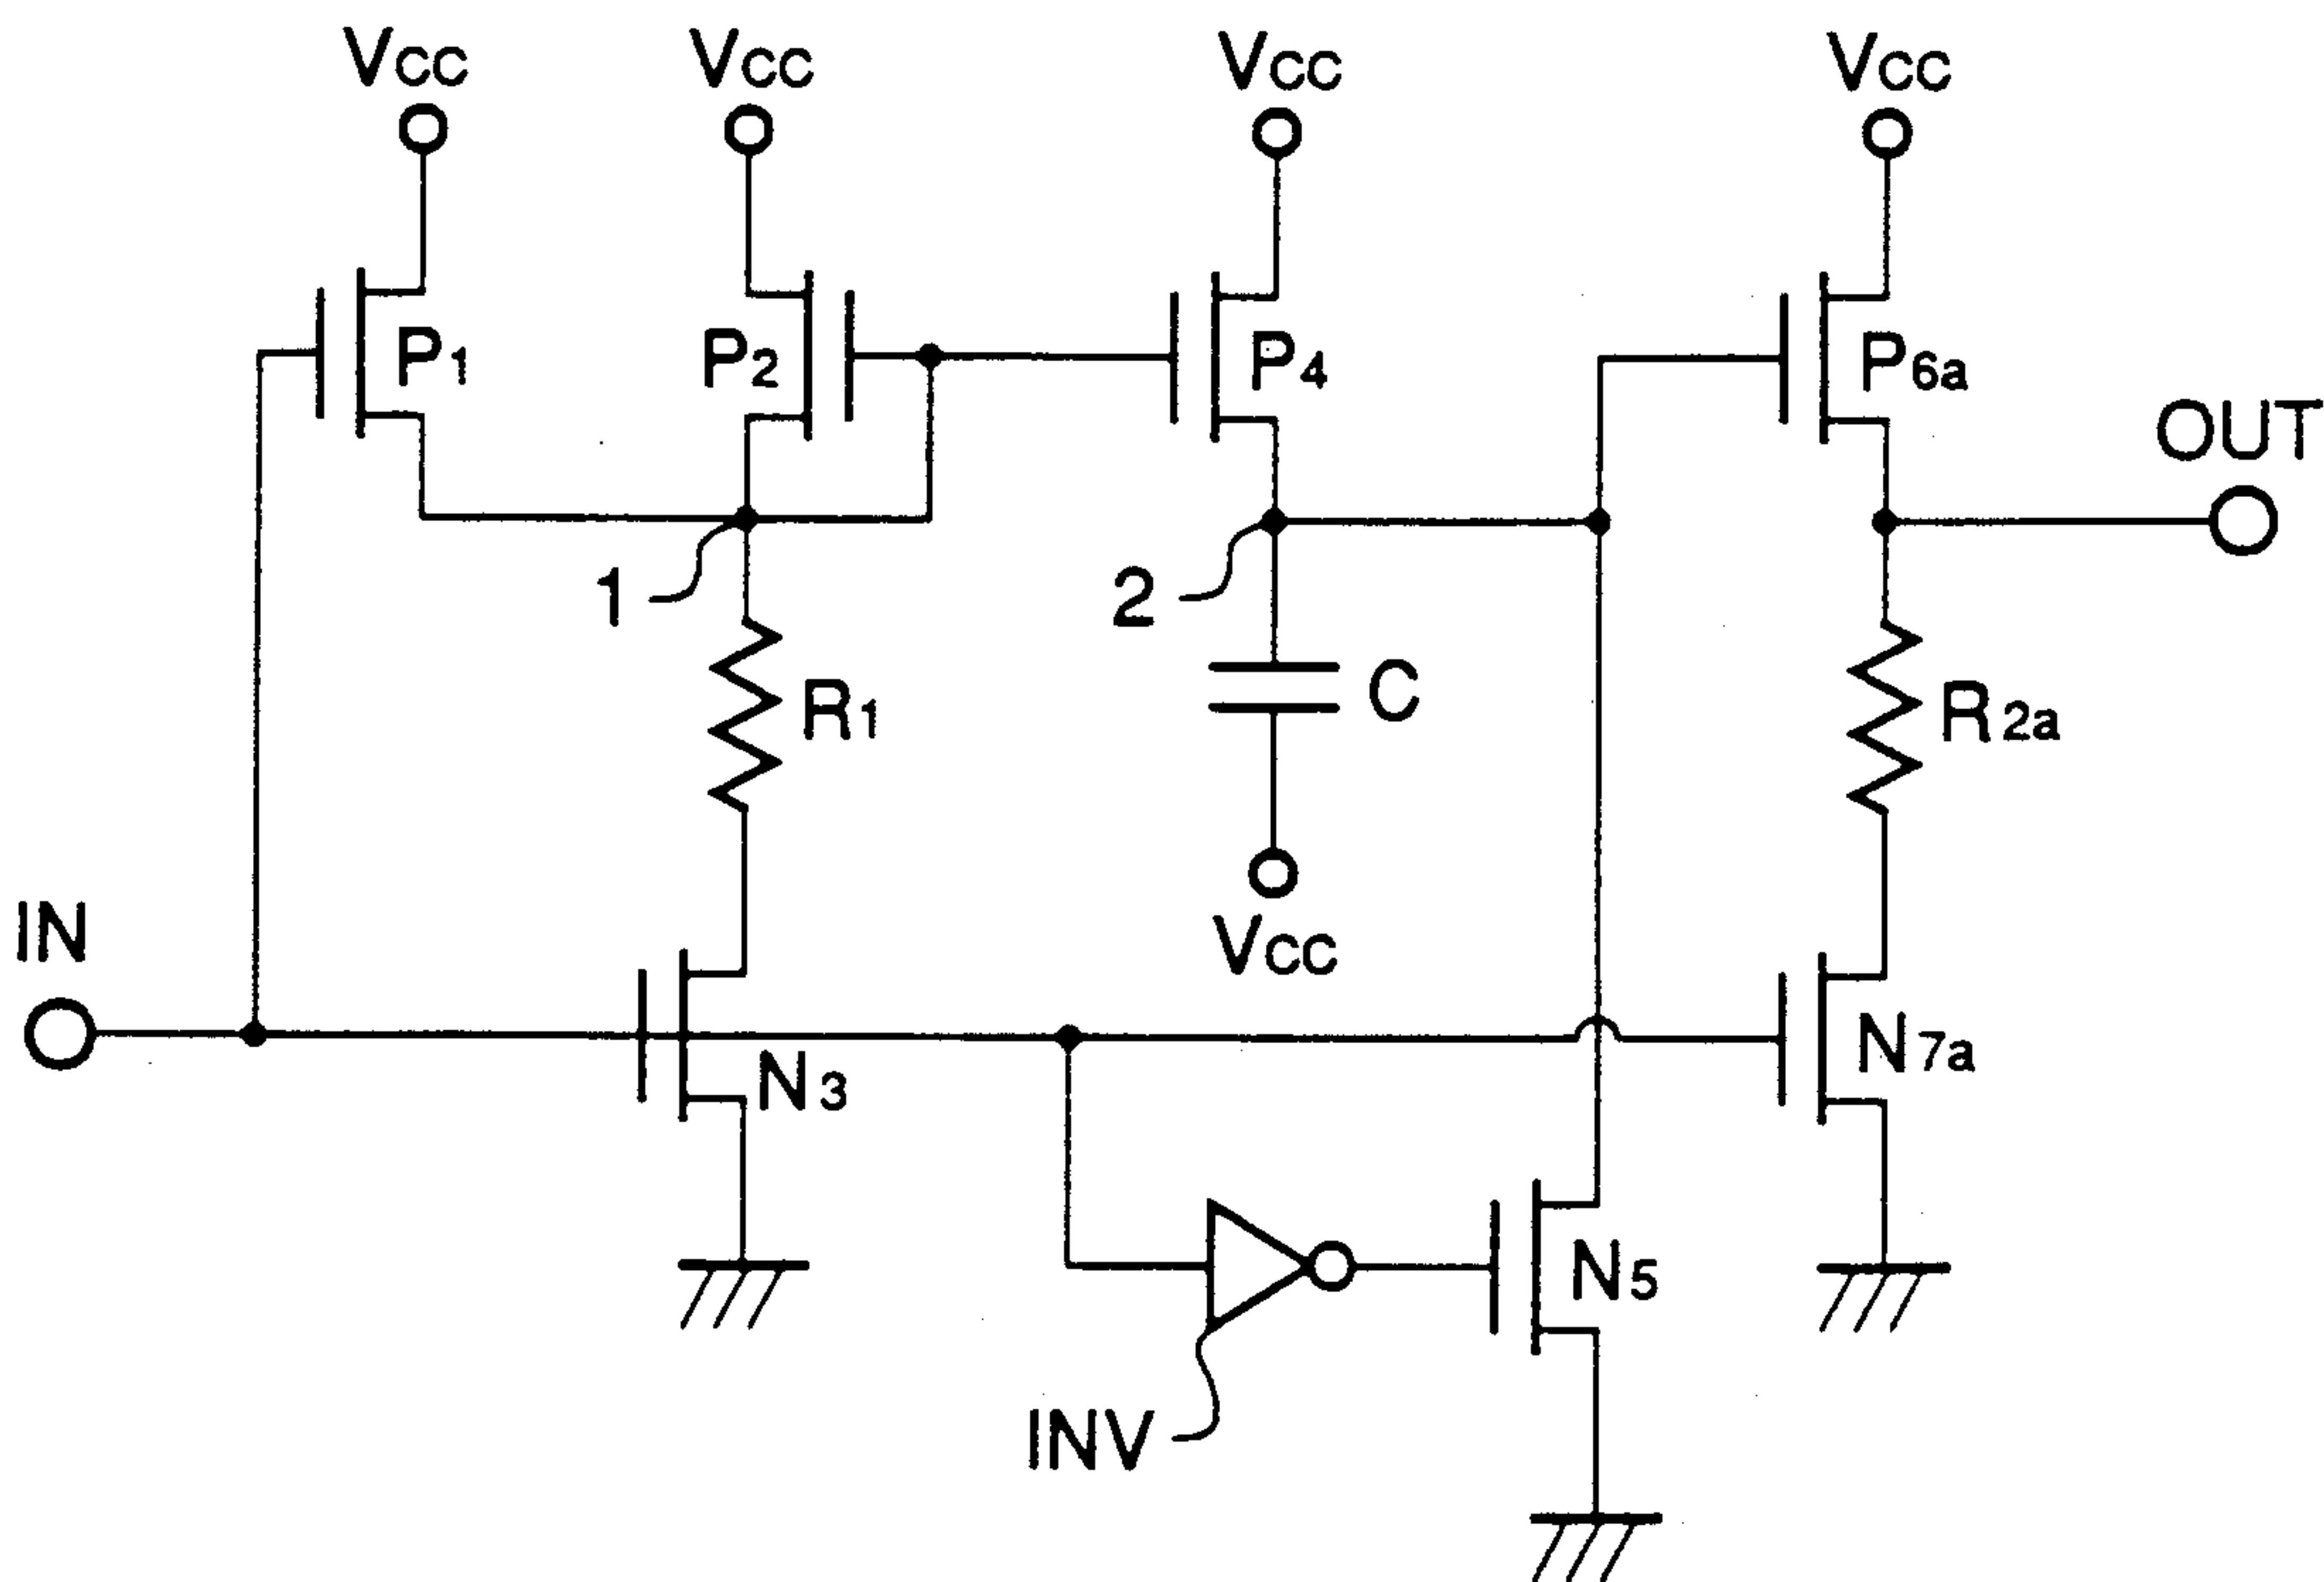 Vcc Vcc Vcc Vcc
P1 P2 P4 P6a
OUT
1 2
R1 C R2a
IN Vcc
N3 N7a
N5
INV